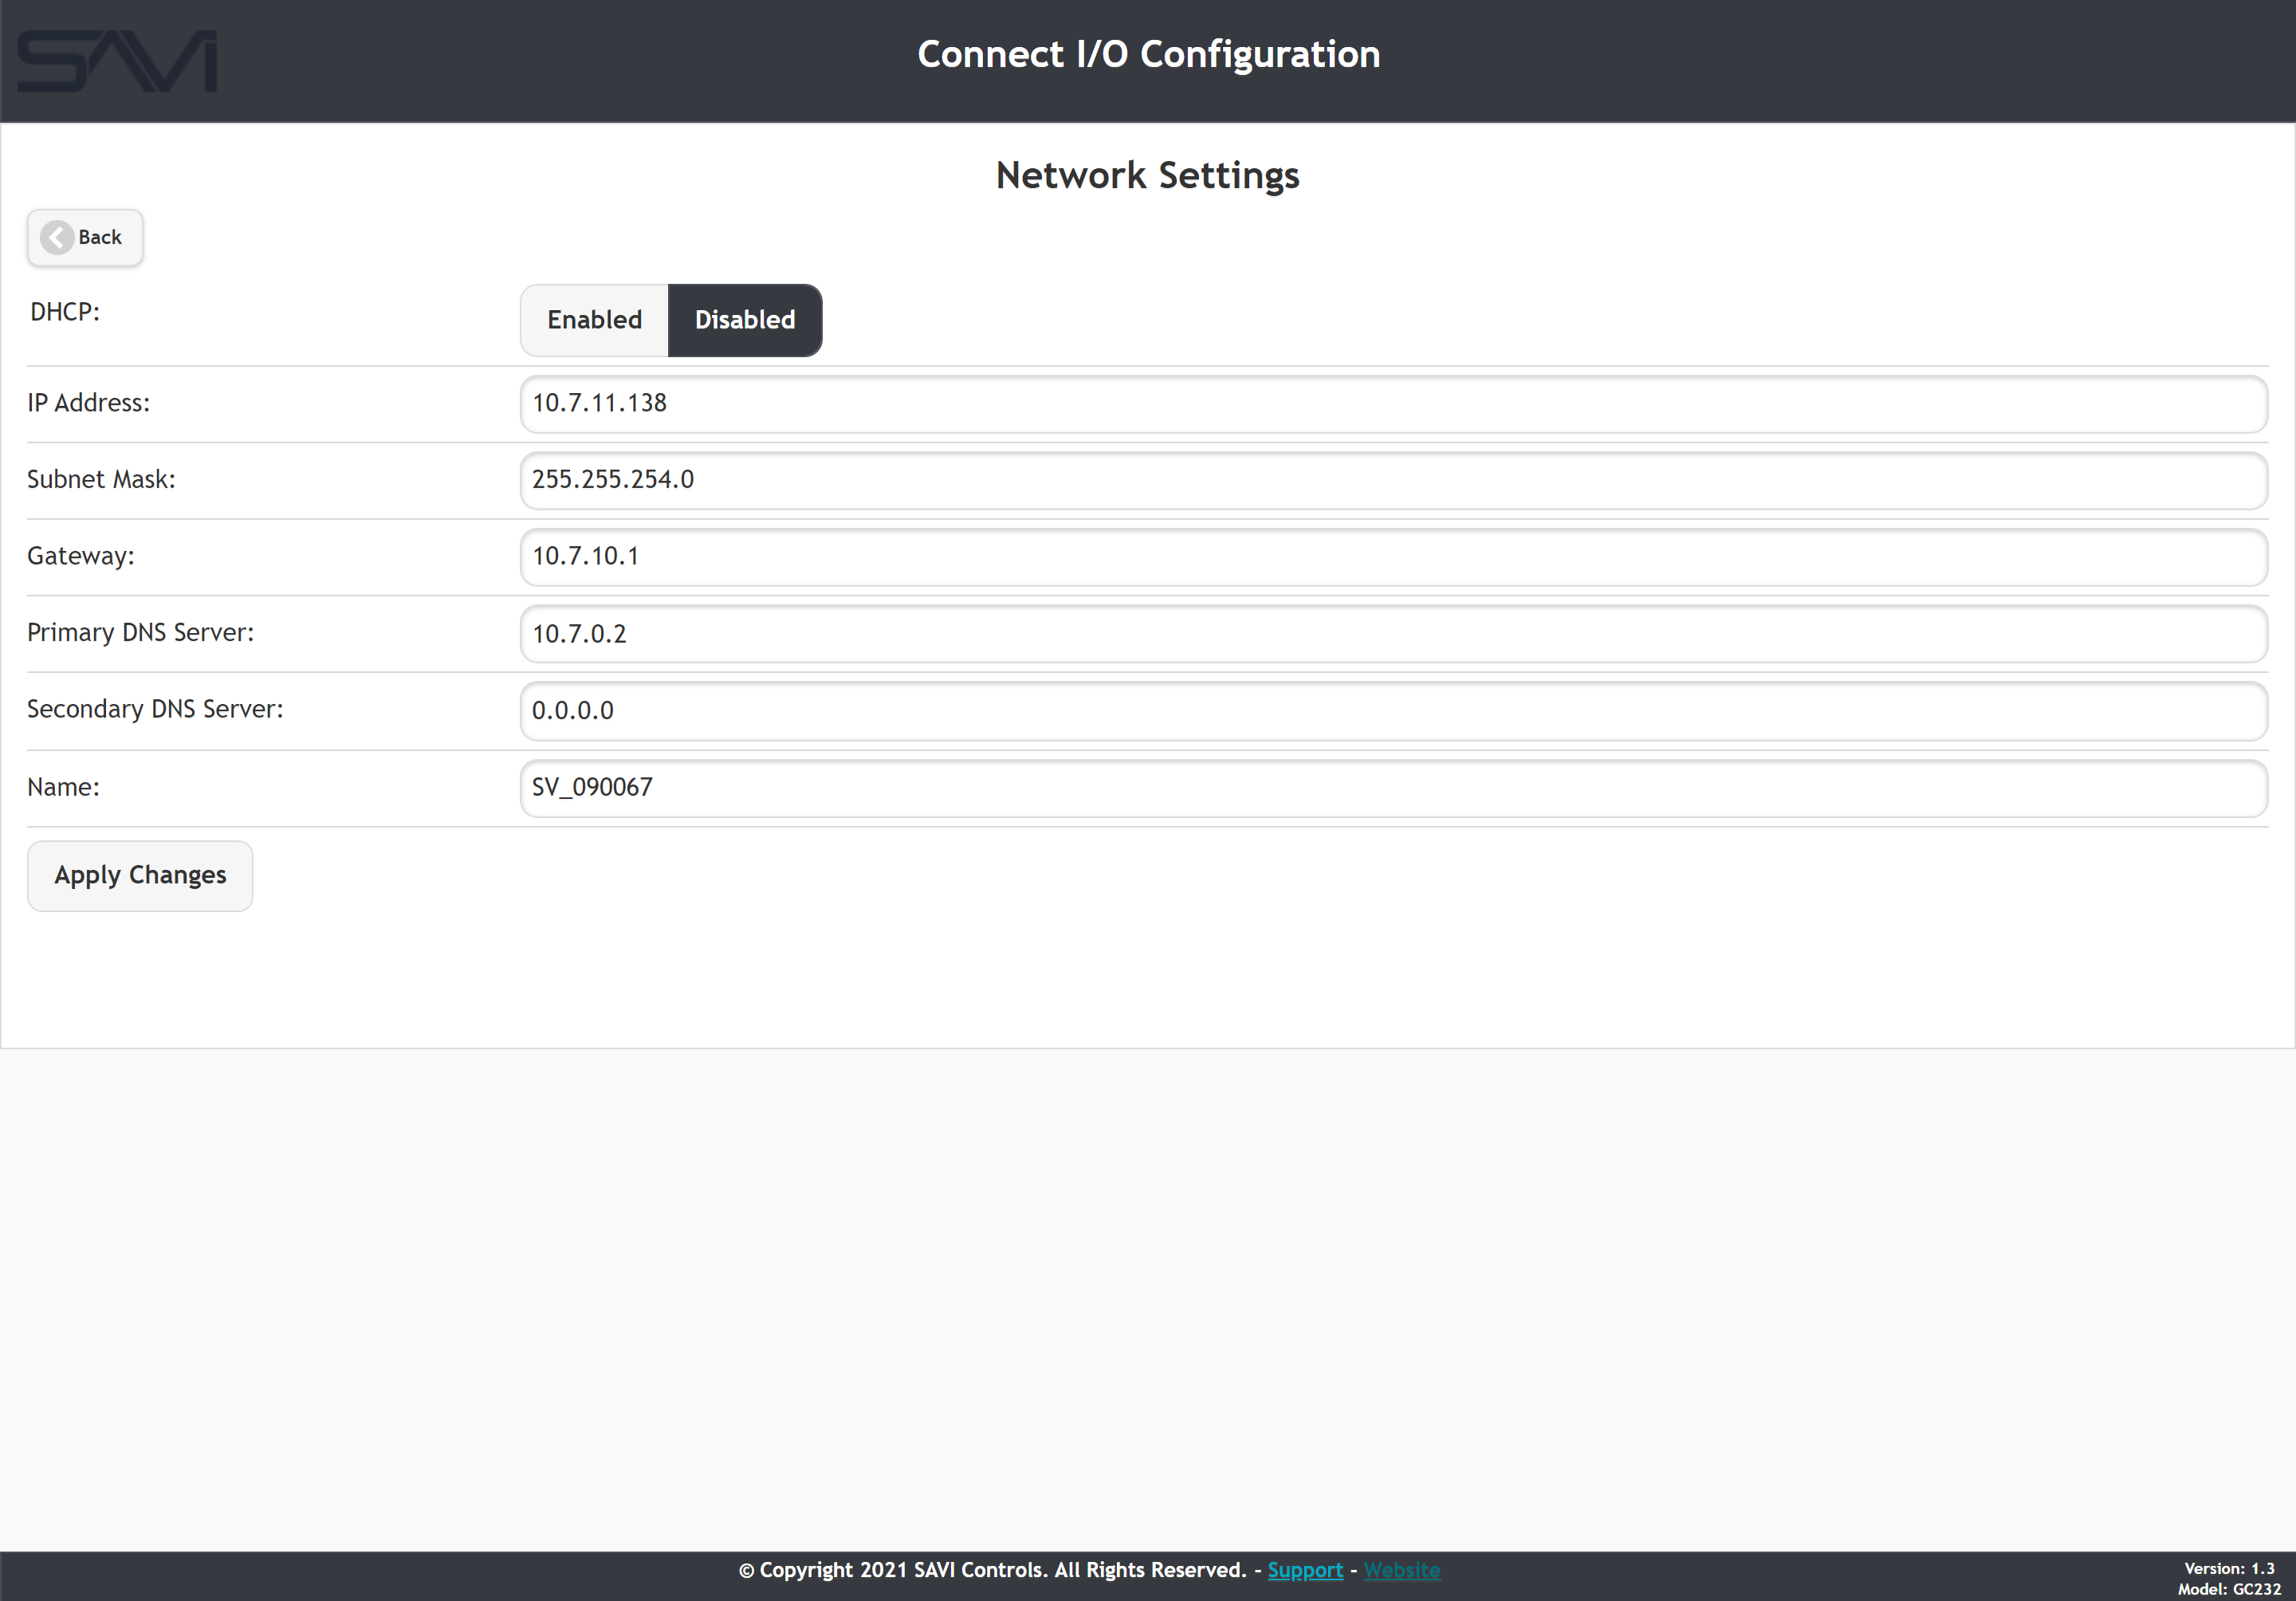 SAVI
Connect I/O Configuration
Network Settings
Back
DHCP: Enabled Disabled
IP Address: 10.7.11.138
Subnet Mask: 255.255.254.0
Gateway: 10.7.10.1
Primary DNS Server: 10.7.0.2
Secondary DNS Server: 0.0.0.0
Name: SV_090067
Apply Changes
© Copyright 2021 SAVI Controls. All Rights Reserved. - Support - Website
Version: 1.3
Model: GC232